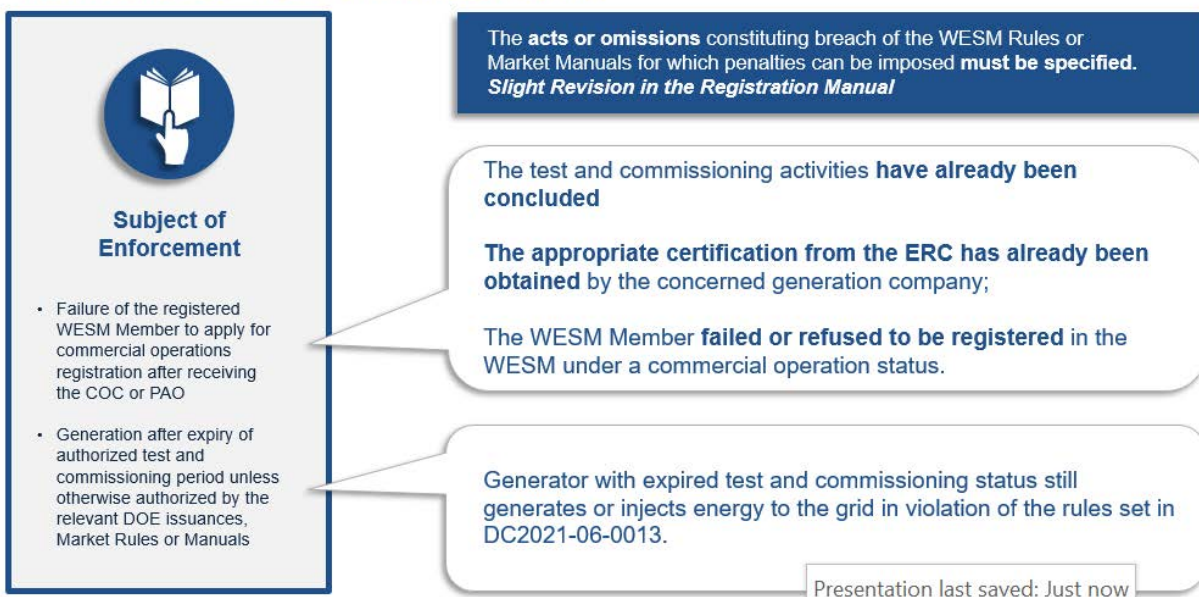 The acts or omissions constituting breach of the WESM Rules or
Market Manuals for which penalties can be imposed must be specified.
Slight Revision in the Registration Manual
Subject of
Enforcement
• Failure of the registered
WESM Member to apply for
commercial operations
registration after receiving
the COC or PAO
• Generation after expiry of
authorized test and
commissioning period unless
otherwise authorized by the
relevant DOE issuances,
Market Rules or Manuals
The test and commissioning activities have already been
concluded
The appropriate certification from the ERC has already been
obtained by the concerned generation company;
The WESM Member failed or refused to be registered in the
WESM under a commercial operation status.
Generator with expired test and commissioning status still
generates or injects energy to the grid in violation of the rules set in
DC2021-06-0013.
Presentation last saved: Just now